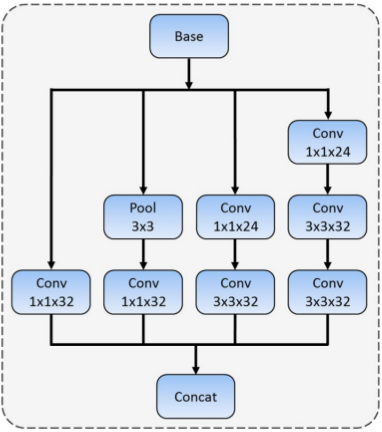 Base
Conv
1x1x24
Pool
3x3
Conv
1x1x24
Conv
3x3x32
Conv
1x1x32
Conv
1x1x32
Conv
3x3x32
Conv
3x3x32
Concat